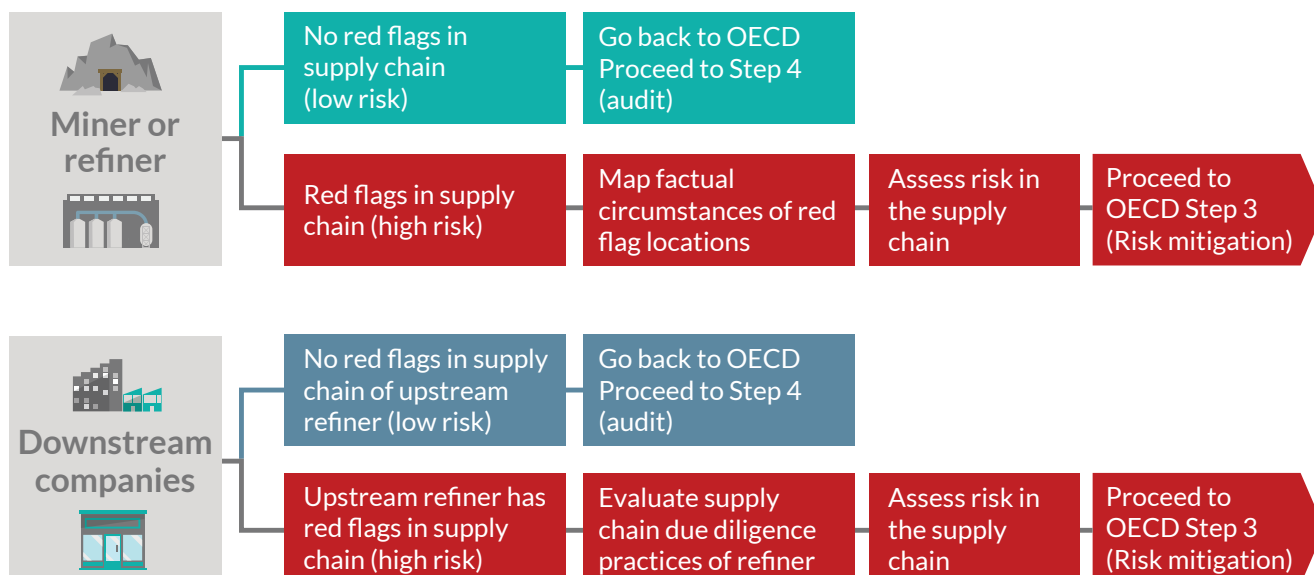 Miner or
refiner
No red flags in
supply chain
(low risk)
Go back to OECD
Proceed to Step 4
(audit)
Red flags in supply
chain (high risk)
Map factual
circumstances of red
flag locations
Assess risk in
the supply
chain
Proceed to
OECD Step 3
(Risk mitigation)
Downstream
companies
No red flags in supply
chain of upstream
refiner (low risk)
Go back to OECD
Proceed to Step 4
(audit)
Upstream refiner has
red flags in supply
chain (high risk)
Evaluate supply
chain due diligence
practices of refiner
Assess risk in
the supply
chain
Proceed to
OECD Step 3
(Risk mitigation)